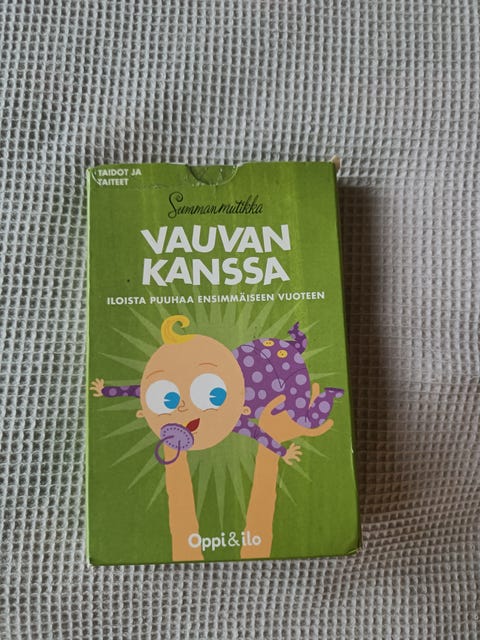 TAIDOT JA
TAITEET
Summanmutikka
VAUVAN
KANSSA
ILOISTA PUUHAA ENSIMMÄISEEN VUOTEEN
Oppi&ilo